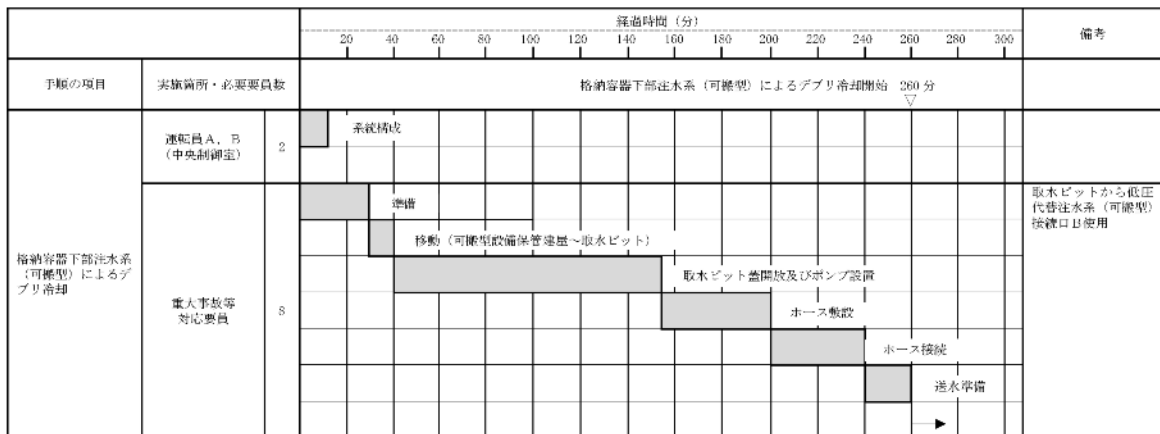 経過時間（分）
備考
20 40 60 80 100 120 140 160 180 200 220 240 260 280 300
手順の項目
実施箇所・必要要員数
格納容器下部注水系（可搬型）によるデブリ冷却開始 260分
▽
運転員A，B
（中央制御室）
2
系統構成
格納容器下部注水系
（可搬型）によるデ
ブリ冷却
重大事故等
対応要員
8
準備
移動（可搬型設備保管建屋～取水ピット）
取水ピット蓋開放及びポンプ設置
ホース敷設
ホース接続
送水準備
取水ピットから低圧
代替注水系（可搬型）
接続口B使用